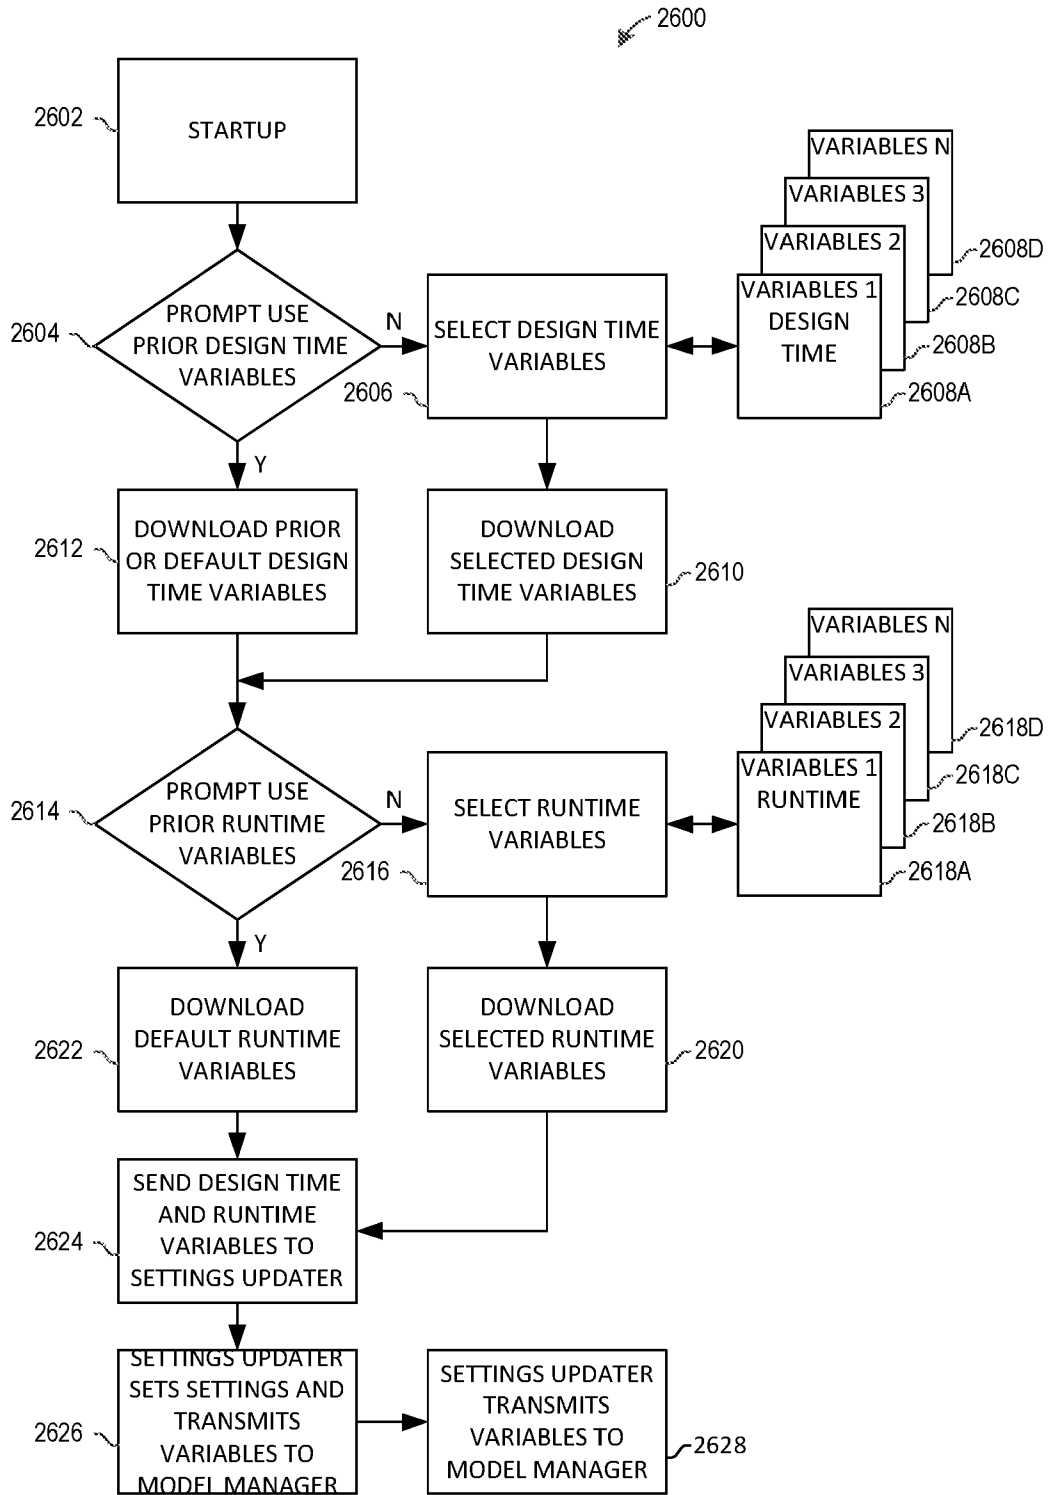 2600
2602
STARTUP
VARIABLES N
VARIABLES 3
VARIABLES 2
VARIABLES 1
DESIGN
TIME
2608D
2608C
2608B
2608A
2604
PROMPT USE
PRIOR DESIGN TIME
VARIABLES
N
SELECT DESIGN TIME
VARIABLES
2606
Y
2612
DOWNLOAD PRIOR
OR DEFAULT DESIGN
TIME VARIABLES
DOWNLOAD
SELECTED DESIGN
TIME VARIABLES
2610
VARIABLES N
VARIABLES 3
VARIABLES 2
VARIABLES 1
RUNTIME
2618D
2618C
2618B
2618A
2614
PROMPT USE
PRIOR RUNTIME
VARIABLES
N
SELECT RUNTIME
VARIABLES
2616
Y
2622
DOWNLOAD
DEFAULT RUNTIME
VARIABLES
DOWNLOAD
SELECTED RUNTIME
VARIABLES
2620
2624
SEND DESIGN TIME
AND RUNTIME
VARIABLES TO
SETTINGS UPDATER
2626
SETTINGS UPDATER
SETS SETTINGS AND
TRANSMITS
VARIABLES TO
MODEL MANAGER
SETTINGS UPDATER
TRANSMITS
VARIABLES TO
MODEL MANAGER
2628